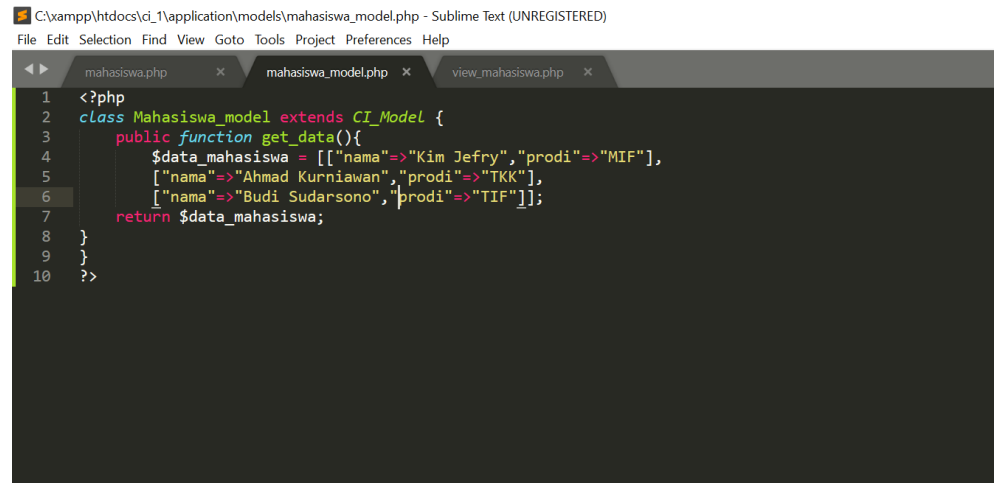 C:\xampp\htdocs\ci_1\application\models\mahasiswa_model.php - Sublime Text (UNREGISTERED)
File Edit Selection Find View Goto Tools Project Preferences Help
mahasiswa.php × mahasiswa_model.php × view_mahasiswa.php ×
1 <?php
2 class Mahasiswa_model extends CI_Model {
3     public function get_data(){
4         $data_mahasiswa = [["nama"=>"Kim Jefry","prodi"=>"MIF"],
5         ["nama"=>"Ahmad Kurniawan","prodi"=>"TKK"],
6         ["nama"=>"Budi Sudarsono","prodi"=>"TIF"]];
7     return $data_mahasiswa;
8 }
9 }
10 ?>